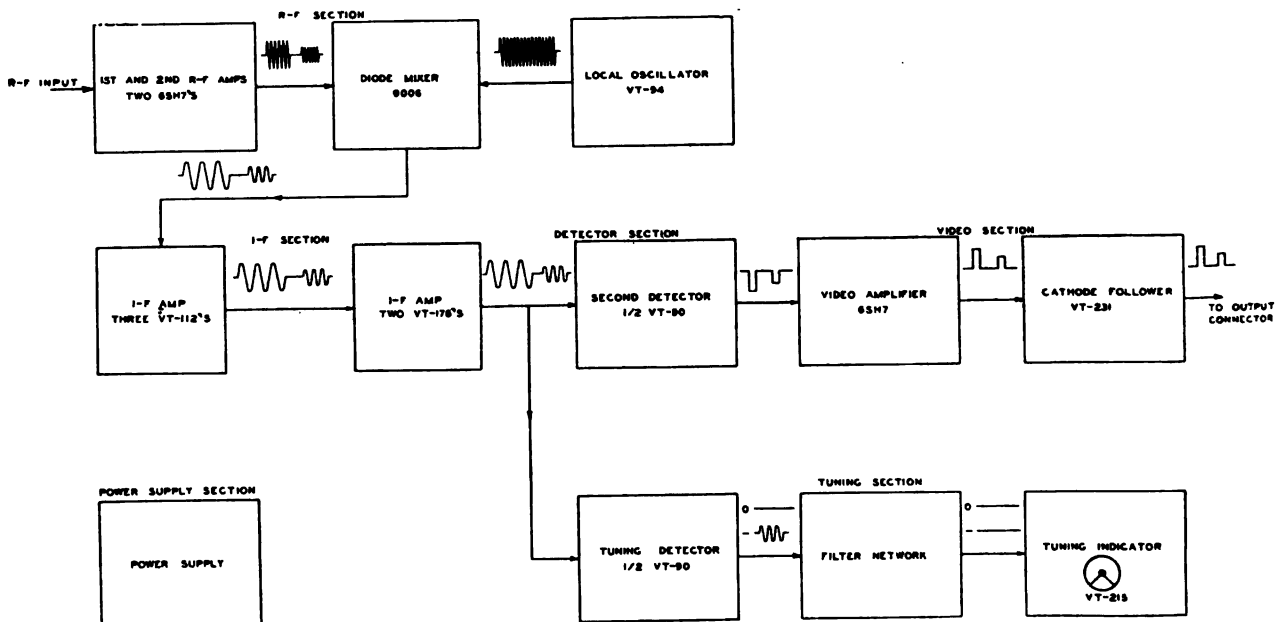 R-F SECTION
R-F INPUT
1ST AND 2ND R-F AMPS
TWO 6SH7'S
DIODE MIXER
9006
LOCAL OSCILLATOR
VT-94
I-F SECTION
DETECTOR SECTION
VIDEO SECTION
I-F AMP
THREE VT-112'S
I-F AMP
TWO VT-176'S
SECOND DETECTOR
1/2 VT-90
VIDEO AMPLIFIER
6SH7
CATHODE FOLLOWER
VT-231
TO OUTPUT
CONNECTOR
POWER SUPPLY SECTION
POWER SUPPLY
TUNING SECTION
0
-
0
-
TUNING DETECTOR
1/2 VT-90
FILTER NETWORK
TUNING INDICATOR
VT-215